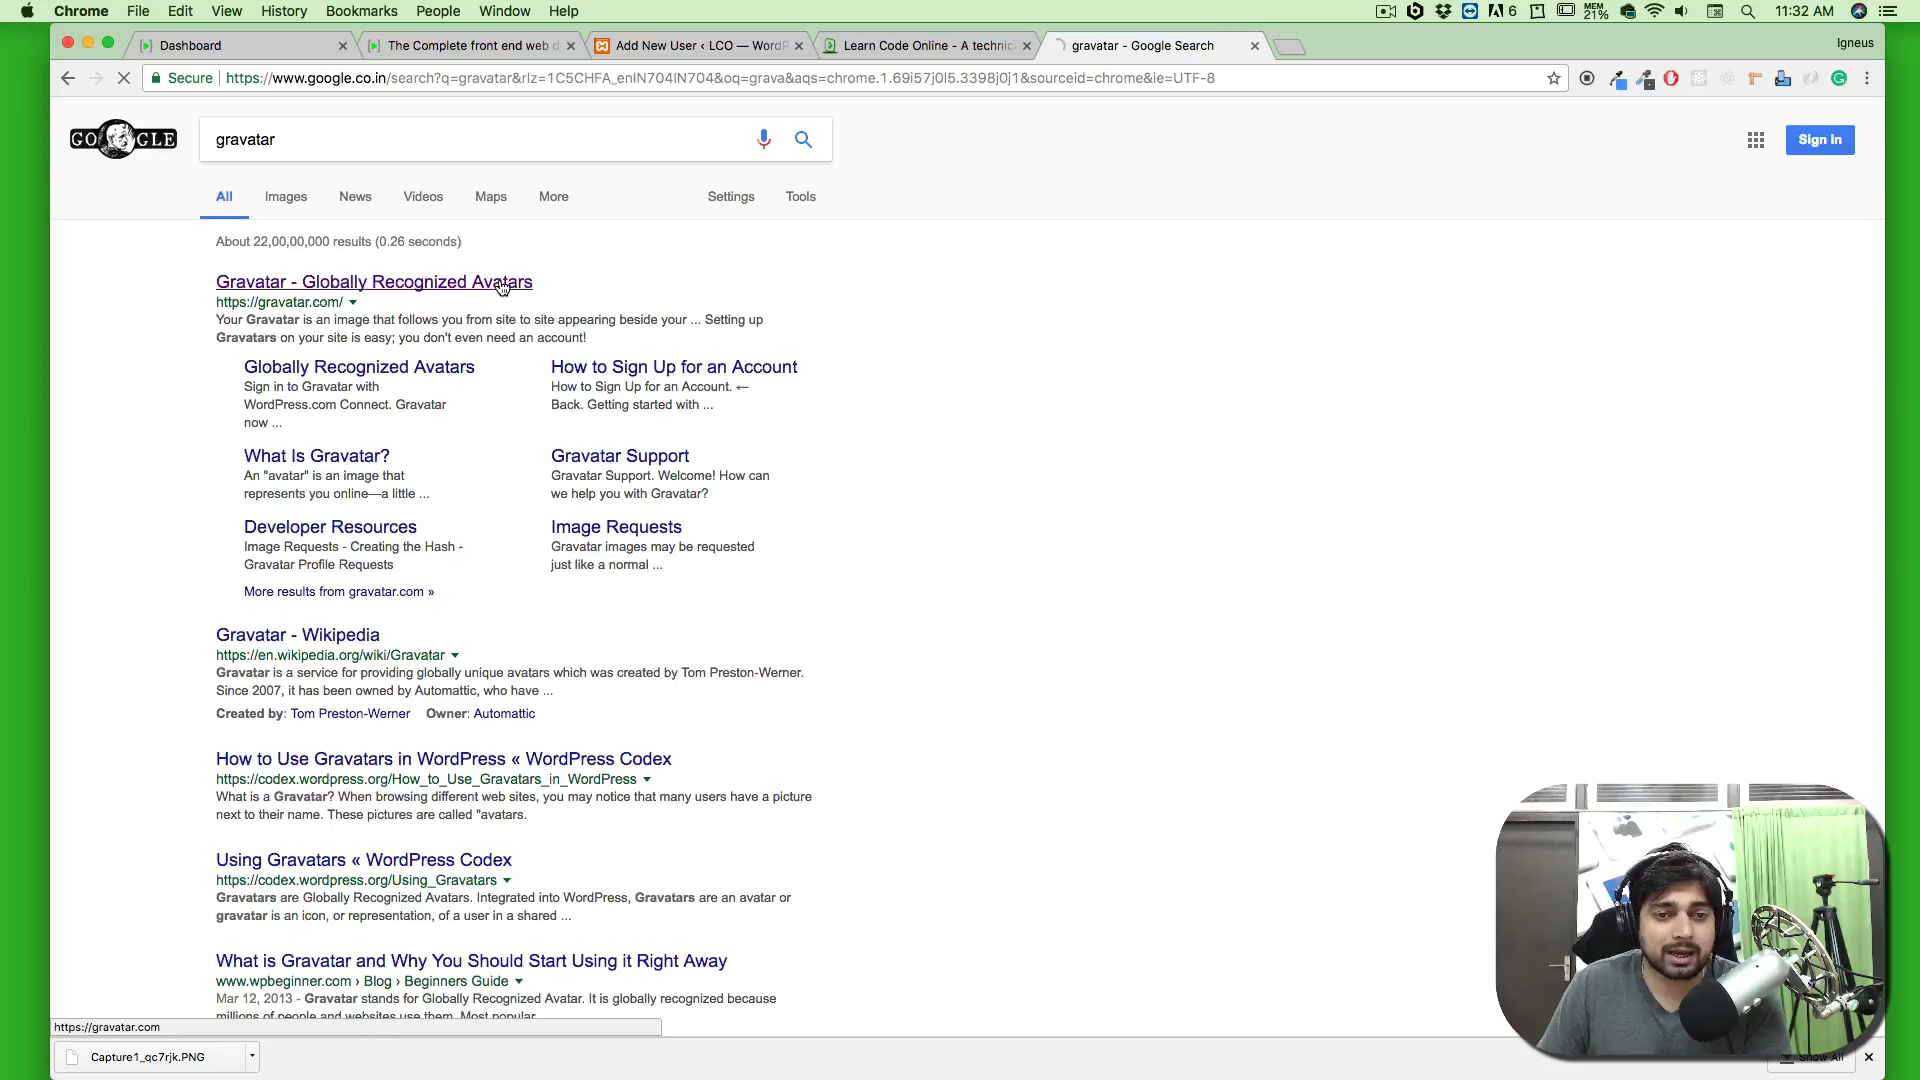 Chrome File Edit View History Bookmarks People Window Help
6 MEM 21% 11:32 AM
Dashboard
The Complete front end web d
Add New User ‹ LCO — WordP
Learn Code Online - A technic
gravatar - Google Search
Igneus
Secure https://www.google.co.in/search?q=gravatar&rlz=1C5CHFA_enIN704IN704&oq=grava&aqs=chrome.1.69i57j0l5.3398j0j1&sourceid=chrome&ie=UTF-8
GO GLE
gravatar
Sign in
All Images News Videos Maps More Settings Tools
About 22,00,00,000 results (0.26 seconds)
Gravatar - Globally Recognized Avatars
https://gravatar.com/
Your Gravatar is an image that follows you from site to site appearing beside your ... Setting up
Gravatars on your site is easy; you don't even need an account!
Globally Recognized Avatars
Sign in to Gravatar with
WordPress.com Connect. Gravatar
now ...
How to Sign Up for an Account
How to Sign Up for an Account. ←
Back. Getting started with ...
What Is Gravatar?
An "avatar" is an image that
represents you online—a little ...
Gravatar Support
Gravatar Support. Welcome! How can
we help you with Gravatar?
Developer Resources
Image Requests - Creating the Hash -
Gravatar Profile Requests
Image Requests
Gravatar images may be requested
just like a normal ...
More results from gravatar.com »
Gravatar - Wikipedia
https://en.wikipedia.org/wiki/Gravatar
Gravatar is a service for providing globally unique avatars which was created by Tom Preston-Werner.
Since 2007, it has been owned by Automattic, who have ...
Created by: Tom Preston-Werner Owner: Automattic
How to Use Gravatars in WordPress « WordPress Codex
https://codex.wordpress.org/How_to_Use_Gravatars_in_WordPress
What is a Gravatar? When browsing different web sites, you may notice that many users have a picture
next to their name. These pictures are called "avatars.
Using Gravatars « WordPress Codex
https://codex.wordpress.org/Using_Gravatars
Gravatars are Globally Recognized Avatars. Integrated into WordPress, Gravatars are an avatar or
gravatar is an icon, or representation, of a user in a shared ...
What is Gravatar and Why You Should Start Using it Right Away
www.wpbeginner.com › Blog › Beginners Guide
Mar 12, 2013 - Gravatar stands for Globally Recognized Avatar. It is globally recognized because
millions of people and websites use them. Most popular
https://gravatar.com
Capture1_qc7rjk.PNG
Show All